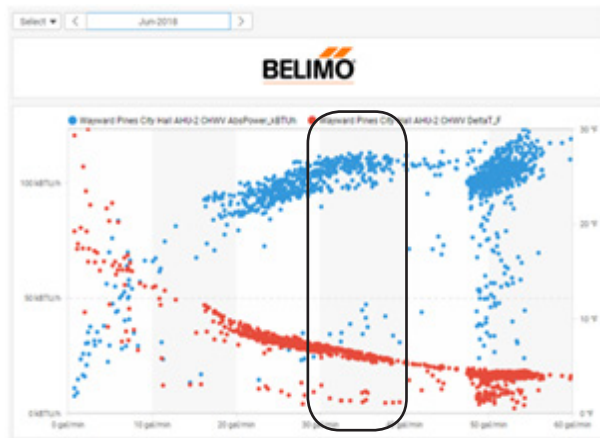 Select ▾ < Jun-2018 >
BELIMO
Wayward Pines City Hall AHU-2 CHWV AbsPower_kBTUh Wayward Pines City Hall AHU-2 CHWV DeltaT_F
30 °F
100 kBTU/h
20 °F
50 kBTU/h
10 °F
0 kBTU/h
0 °F
0 gal/min 10 gal/min 20 gal/min 30 gal/min 40 gal/min 50 gal/min 60 gal/min